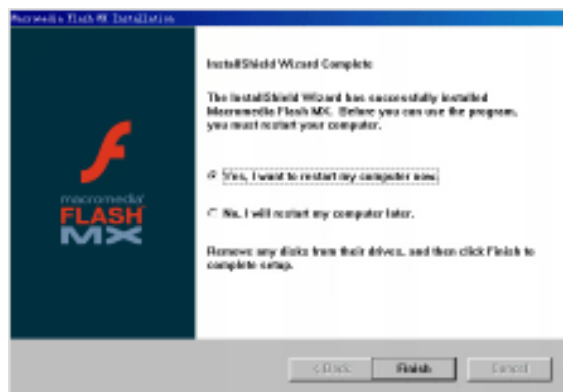 Macromedia Flash MX Installation
InstallShield Wizard Complete
The InstallShield Wizard has successfully installed
Macromedia Flash MX. Before you can use the program,
you must restart your computer.
Yes, I want to restart my computer now.
No, I will restart my computer later.
Remove any disks from their drives, and then click Finish to
complete setup.
macromedia
FLASH
MX
< Back
Finish
Cancel